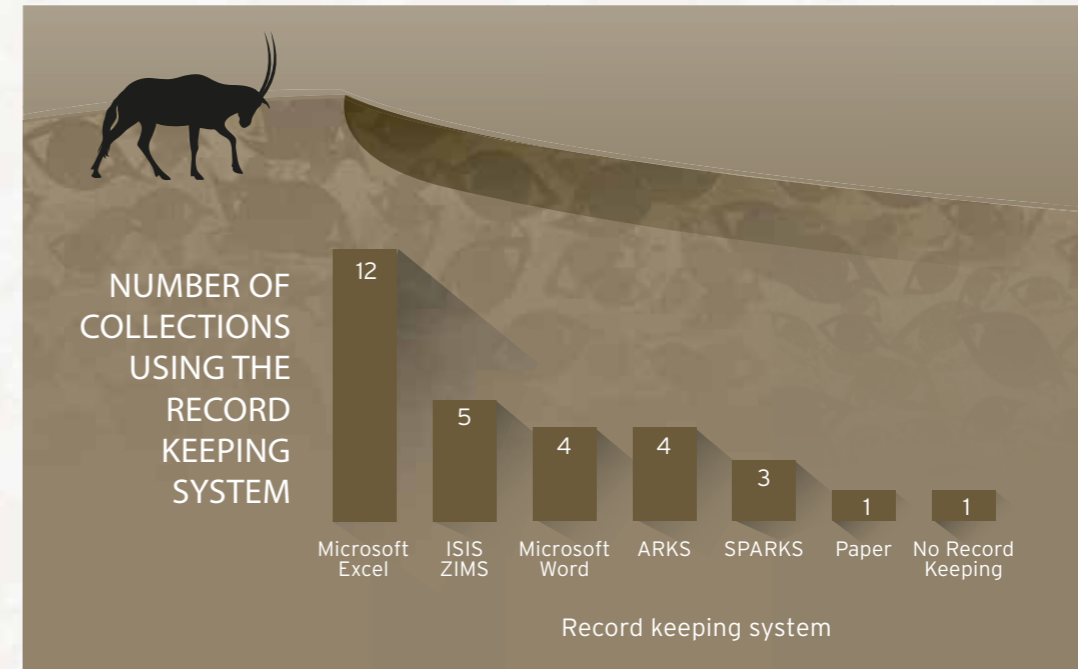 NUMBER OF
COLLECTIONS
USING THE
RECORD
KEEPING
SYSTEM
12
5
4
4
3
1
1
Microsoft
Excel
ISIS
ZIMS
Microsoft
Word
ARKS
SPARKS
Paper
No Record
Keeping
Record keeping system